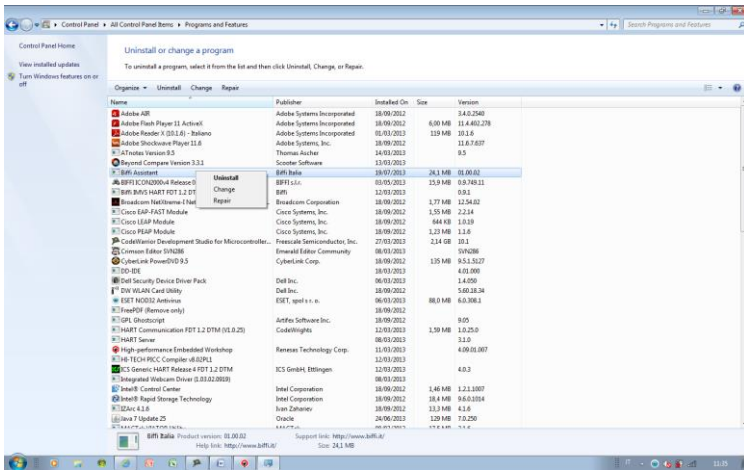 Control Panel ▸ All Control Panel Items ▸ Programs and Features
Search Programs and Features
Control Panel Home
View installed updates
Turn Windows features on or off
Uninstall or change a program
To uninstall a program, select it from the list and then click Uninstall, Change, or Repair.
Organize Uninstall Change Repair
Name Publisher Installed On Size Version
Adobe AIR Adobe Systems Incorporated 18/09/2012 3.4.0.2540
Adobe Flash Player 11 ActiveX Adobe Systems Incorporated 18/09/2012 6,00 MB 11.4.402.278
Adobe Reader X (10.1.6) - Italiano Adobe Systems Incorporated 01/03/2013 119 MB 10.1.6
Adobe Shockwave Player 11.6 Adobe Systems, Inc. 18/09/2012 11.6.7.637
ATnotes Version 9.5 Thomas Ascher 14/03/2013 9.5
Beyond Compare Version 3.3.1 Scooter Software 13/03/2013
Biffi Assistant Biffi Italia 19/07/2013 24,1 MB 01.00.02
BIFFI ICON2000v4 Release BIFFI s.l.r. 05/03/2013 15,9 MB 0.9.749.11
Biffi IMVS HART FDT 1.2 DT Biffi 12/03/2013 0.9.1
Broadcom NetXtreme-I Net Broadcom Corporation 18/09/2012 1,77 MB 12.54.02
Uninstall
Change
Repair
Cisco EAP-FAST Module Cisco Systems, Inc. 18/09/2012 1,55 MB 2.2.14
Cisco LEAP Module Cisco Systems, Inc. 18/09/2012 644 KB 1.0.19
Cisco PEAP Module Cisco Systems, Inc. 18/09/2012 1,23 MB 1.1.6
CodeWarrior Development Studio for Microcontroller... Freescale Semiconductor, Inc. 27/03/2013 2,14 GB 10.1
Crimson Editor SVN286 Emerald Editor Community 08/03/2013 SVN286
CyberLink PowerDVD 9.5 CyberLink Corp. 18/09/2012 135 MB 9.5.1.5127
DD-IDE 18/03/2013 4.01.000
Dell Security Device Driver Pack Dell Inc. 06/03/2013 1.4.050
DW WLAN Card Utility Dell Inc. 18/09/2012 5.60.18.34
ESET NOD32 Antivirus ESET, spol s r. o. 06/03/2013 88,0 MB 6.0.308.1
FreePDF (Remove only) 18/09/2012
GPL Ghostscript Artifex Software Inc. 18/09/2012 9.05
HART Communication FDT 1.2 DTM (V1.0.25) CodeWrights 12/03/2013 1,59 MB 1.0.25.0
HART Server 08/03/2013 3.1.0
High-performance Embedded Workshop Renesas Technology Corp. 11/03/2013 4.09.01.007
HI-TECH PICC Compiler v8.02PL1 12/03/2013
ICS Generic HART Release 4 FDT 1.2 DTM ICS GmbH, Ettlingen 12/03/2013 4.0.3
Integrated Webcam Driver (1.03.02.0919) 08/03/2013
Intel® Control Center Intel Corporation 18/09/2012 1,46 MB 1.2.1.1007
Intel® Rapid Storage Technology Intel Corporation 18/09/2012 18,4 MB 9.6.0.1014
IZArc 4.1.6 Ivan Zahariev 18/09/2012 13,3 MB 4.1.6
Java 7 Update 25 Oracle 24/06/2013 129 MB 7.0.250
Biffi Italia Product version: 01.00.02 Support link: http://www.biffi.it/
Help link: http://www.biffi.it/ Size: 24,1 MB
IT
11:35